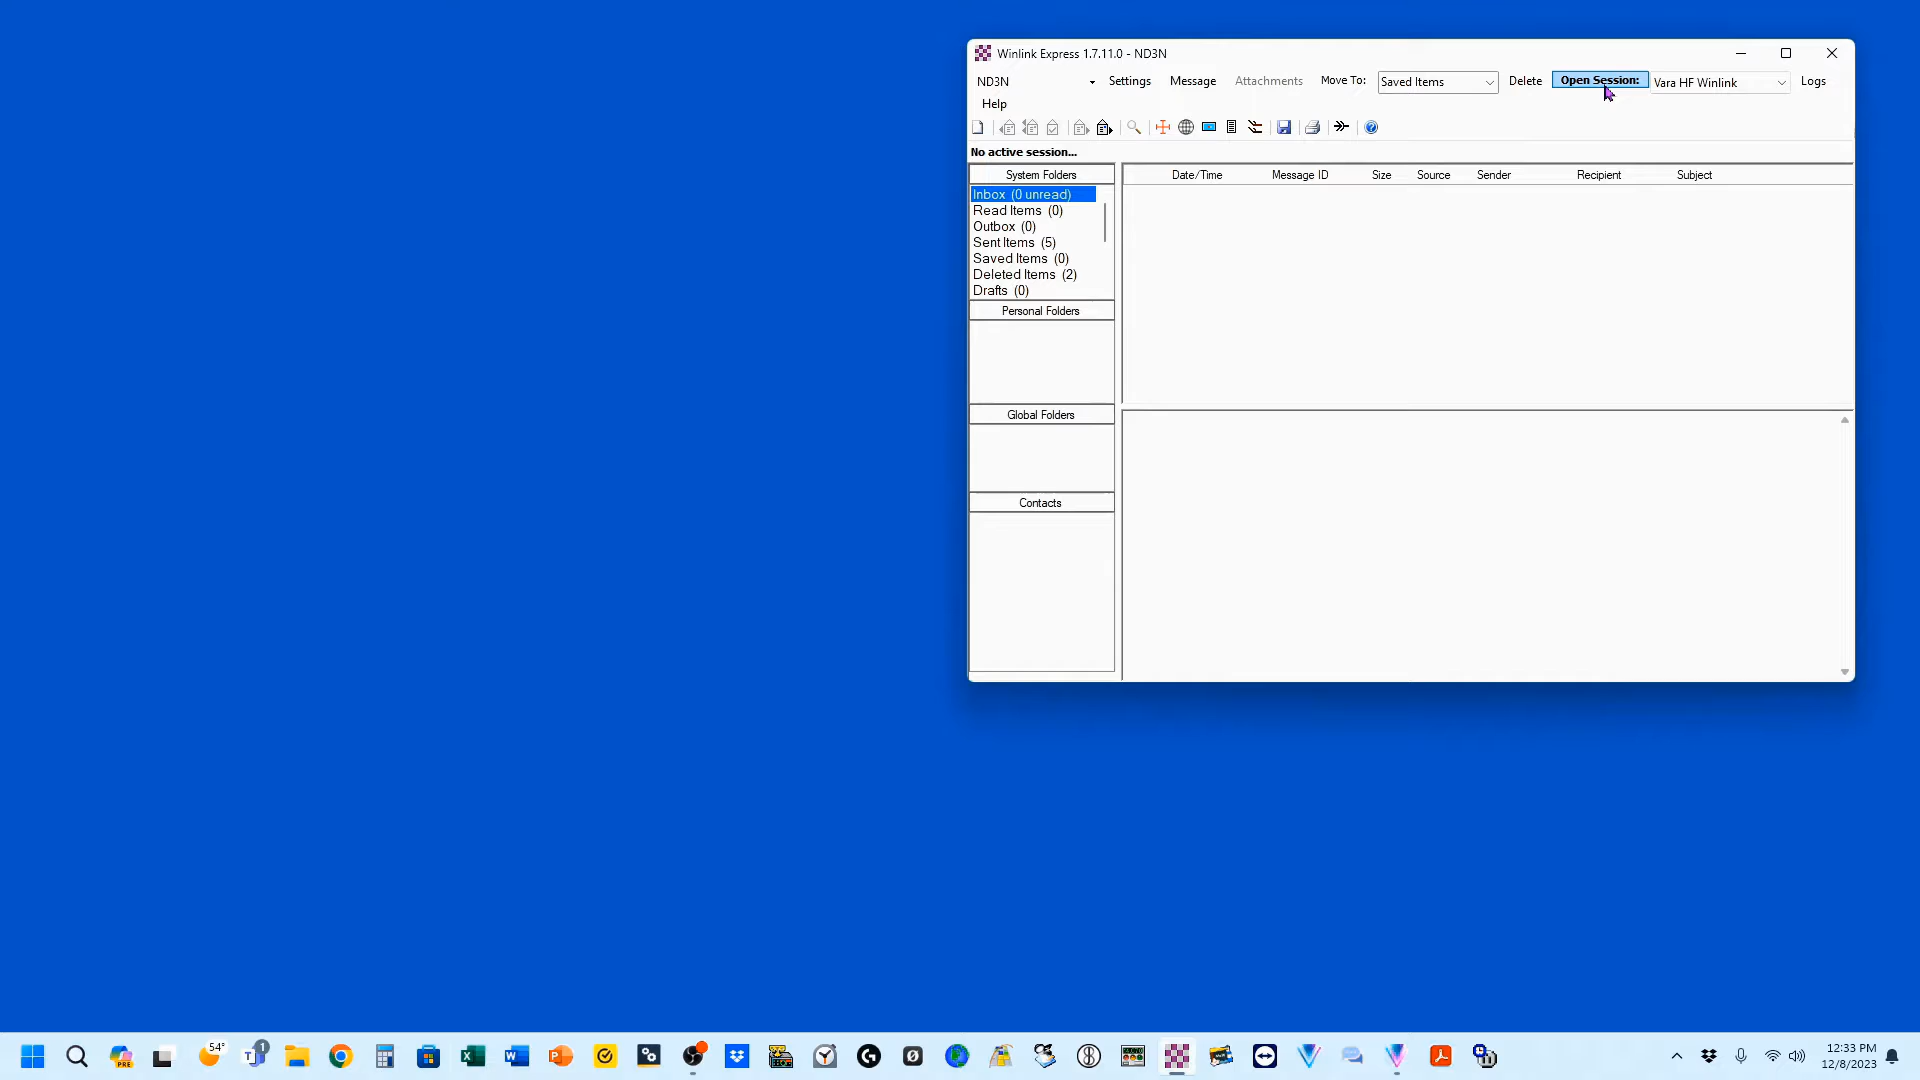 Winlink Express 1.7.11.0 - ND3N
ND3N Settings Message Attachments Move To: Saved Items Delete Open Session: Vara HF Winlink Logs
Help
No active session...
System Folders
Inbox (0 unread)
Read Items (0)
Outbox (0)
Sent Items (5)
Saved Items (0)
Deleted Items (2)
Drafts (0)
Personal Folders
Global Folders
Contacts
Date/Time Message ID Size Source Sender Recipient Subject
54°
1
12:33 PM
12/8/2023